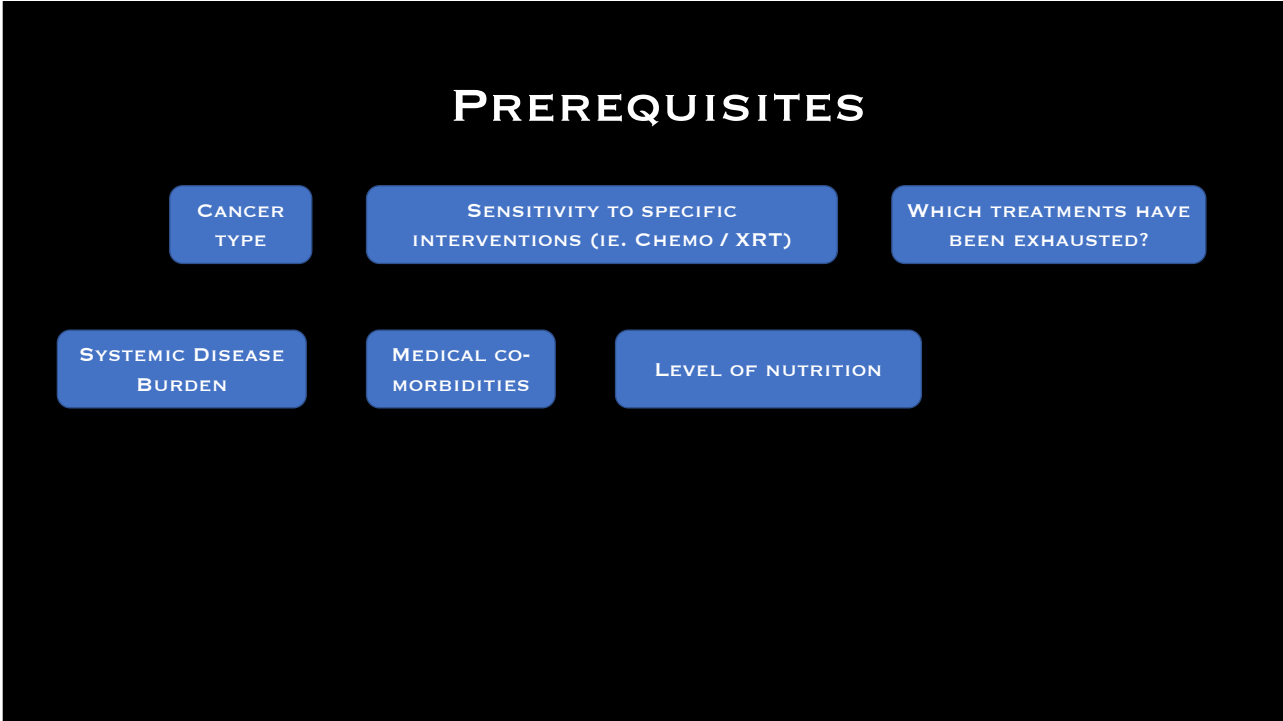 Prerequisites
Cancer
type
Sensitivity to specific
interventions (ie. Chemo / XRT)
Which treatments have
been exhausted?
Systemic Disease
Burden
Medical co-
morbidities
Level of nutrition